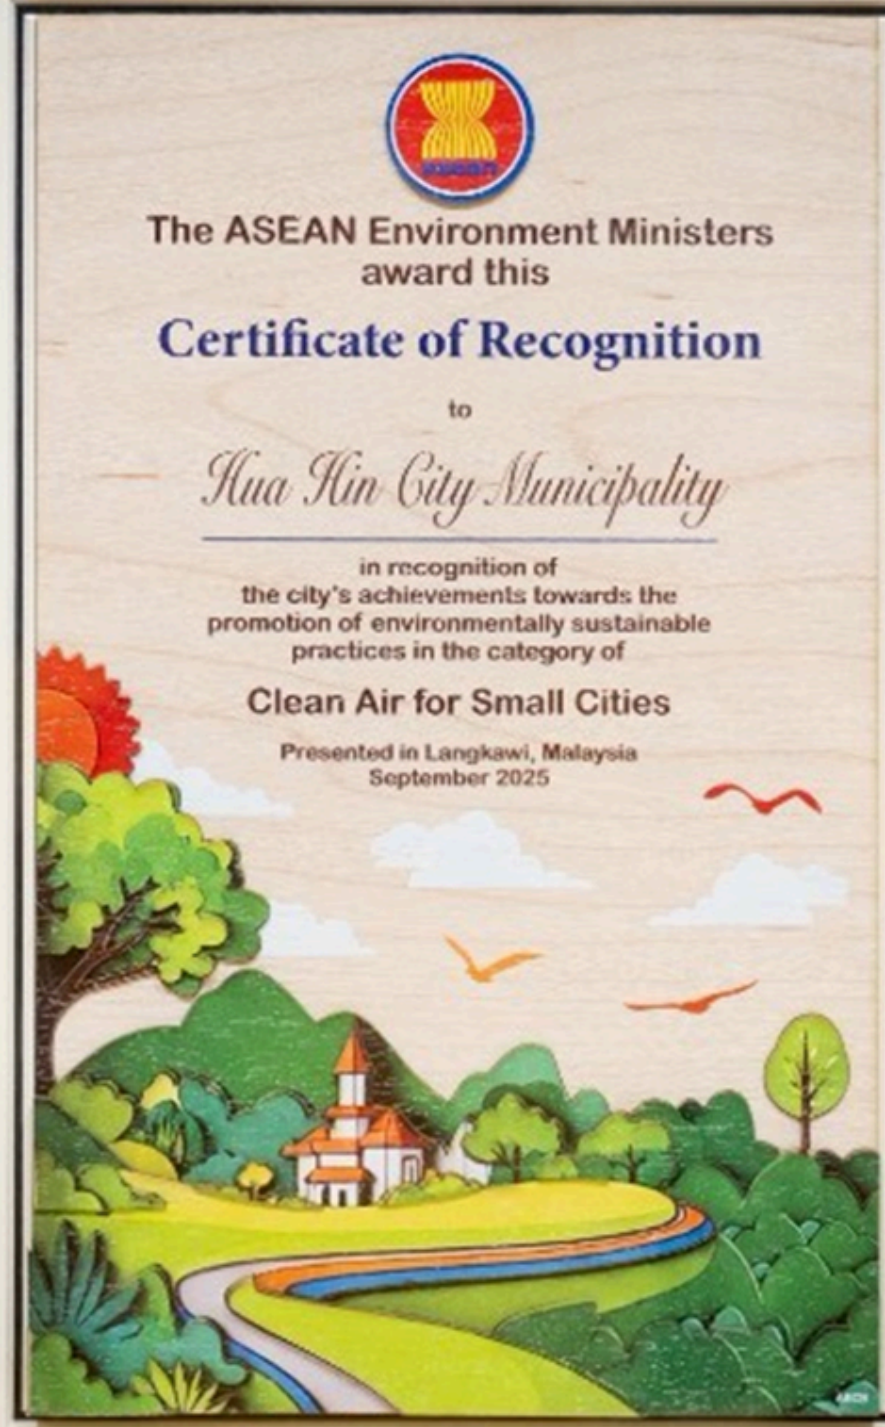 asean
The ASEAN Environment Ministers
award this
Certificate of Recognition
to
Hua Hin City Municipality
in recognition of
the city's achievements towards the
promotion of environmentally sustainable
practices in the category of
Clean Air for Small Cities
Presented in Langkawi, Malaysia
September 2025